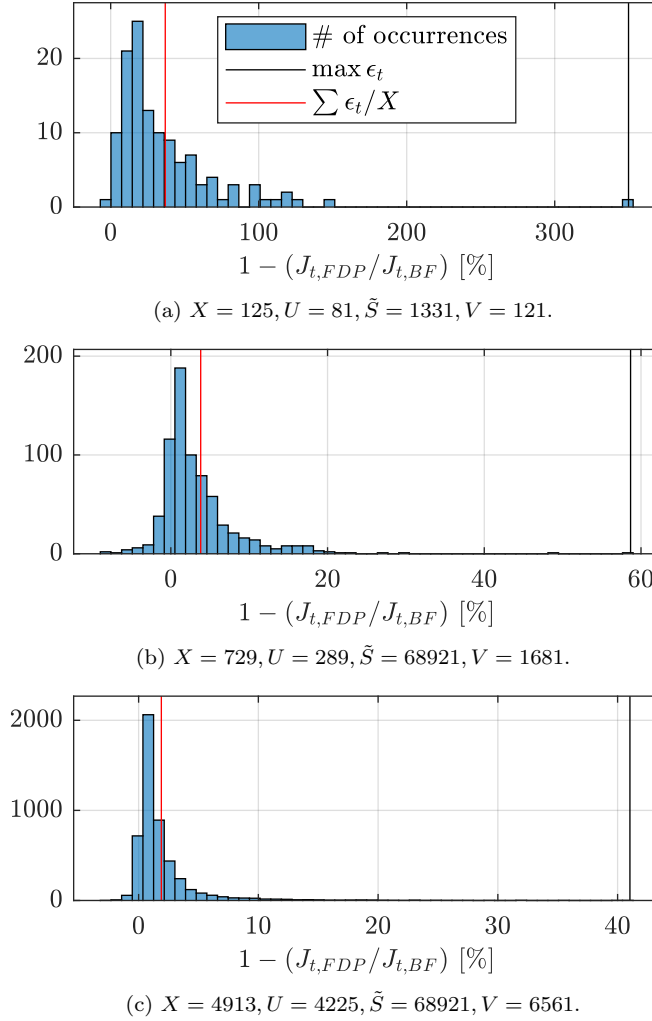 # of occurrences
max ϵ_t
∑ ϵ_t/X
20
10
0
0 100 200 300
1 − (J_{t,FDP}/J_{t,BF}) [%]
(a) X = 125, U = 81, S̃ = 1331, V = 121.
200
100
0
0 20 40 60
1 − (J_{t,FDP}/J_{t,BF}) [%]
(b) X = 729, U = 289, S̃ = 68921, V = 1681.
2000
1000
0
0 10 20 30 40
1 − (J_{t,FDP}/J_{t,BF}) [%]
(c) X = 4913, U = 4225, S̃ = 68921, V = 6561.